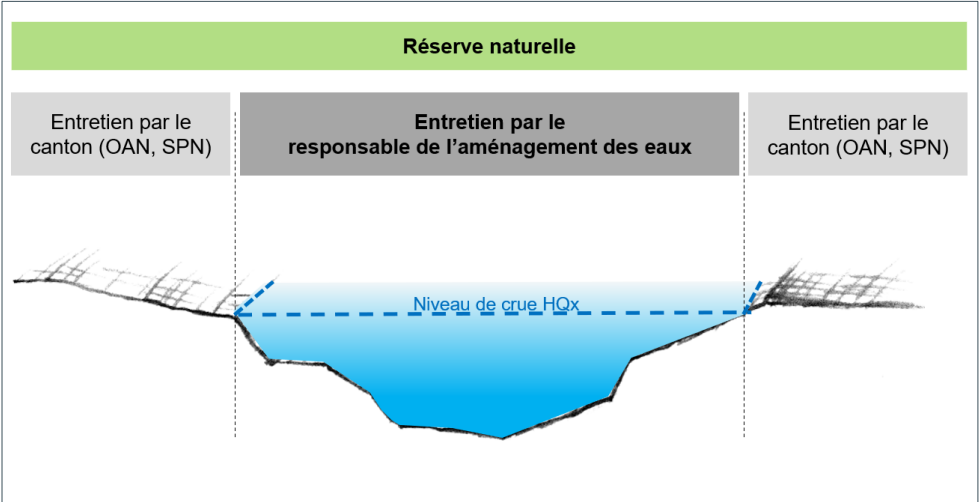 Réserve naturelle
Entretien par le
canton (OAN, SPN)
Entretien par le
responsable de l’aménagement des eaux
Entretien par le
canton (OAN, SPN)
Niveau de crue HQx